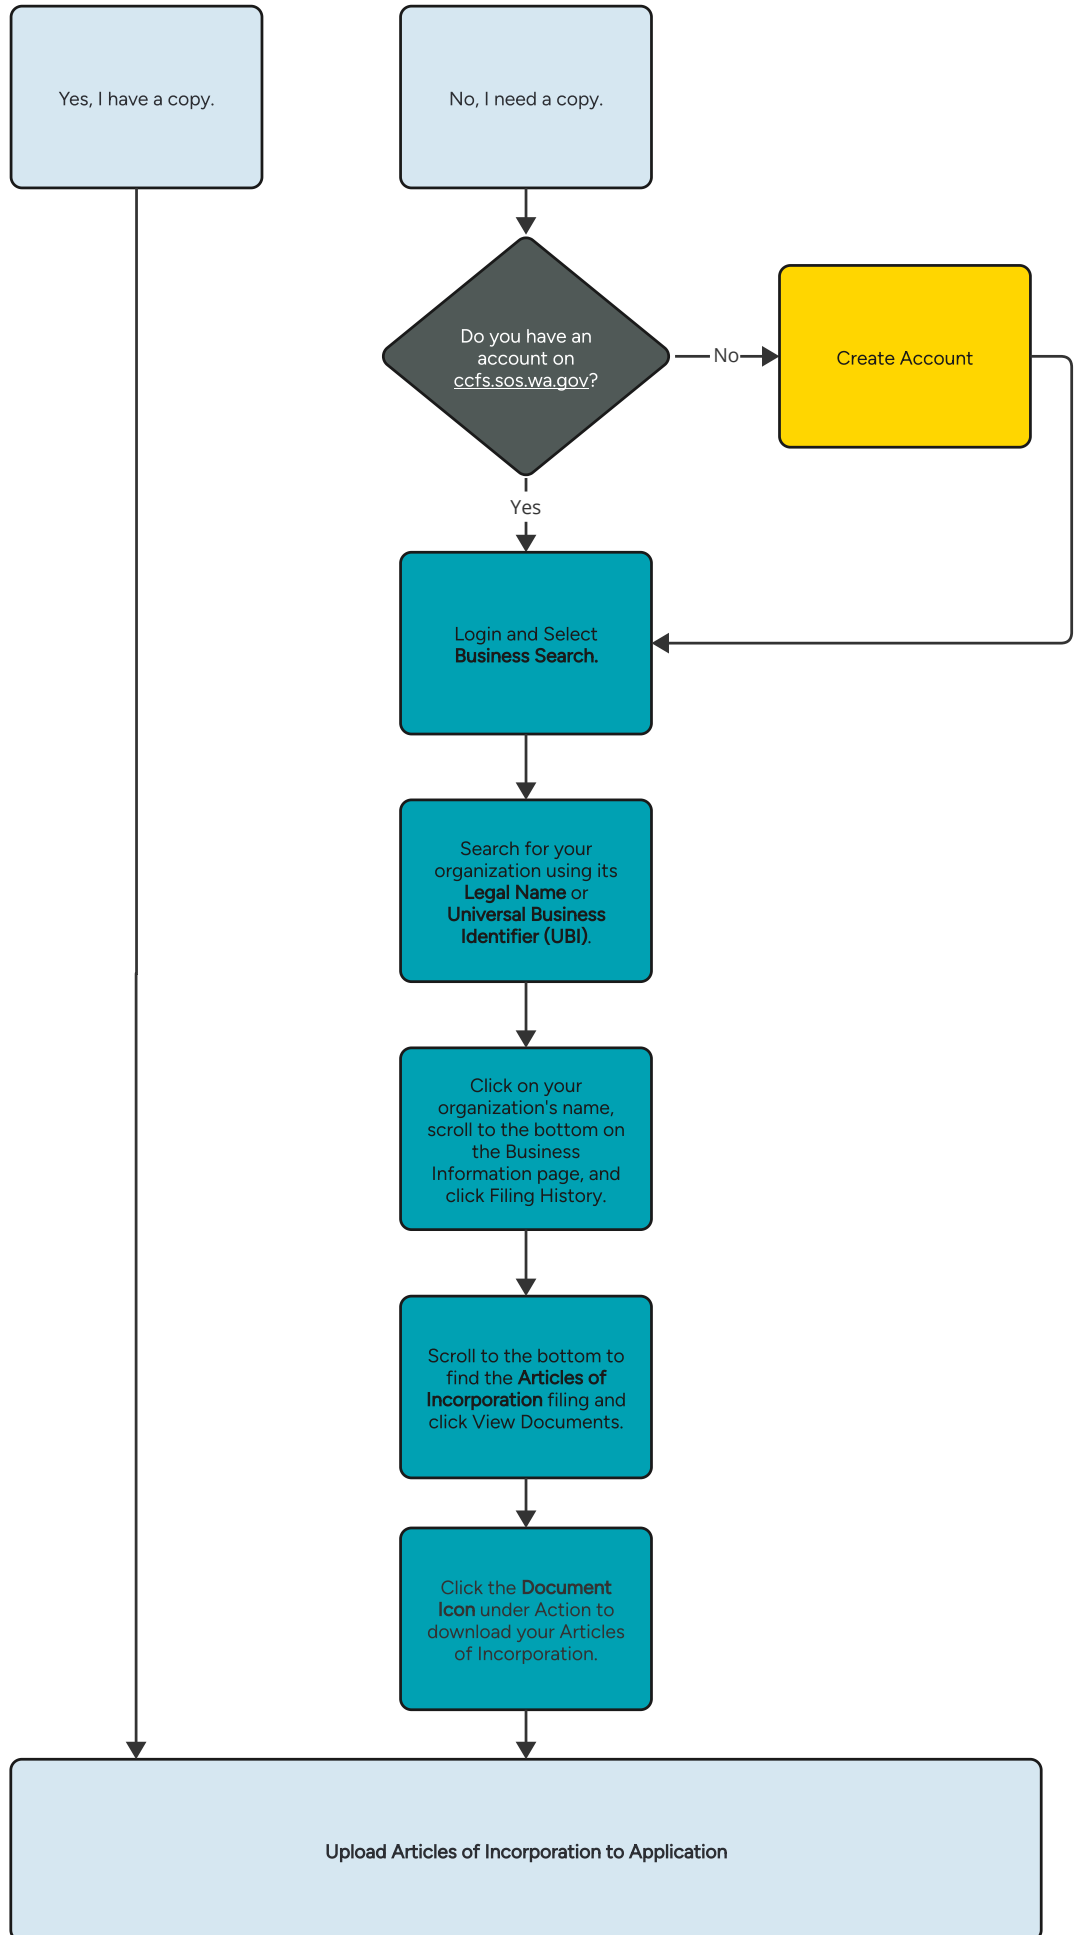 Yes, I have a copy.
No, I need a copy.
Do you have an
account on
ccfs.sos.wa.gov?
No
Create Account
Yes
Login and Select
Business Search.
Search for your
organization using its
Legal Name or
Universal Business
Identifier (UBI).
Click on your
organization's name,
scroll to the bottom on
the Business
Information page, and
click Filing History.
Scroll to the bottom to
find the Articles of
Incorporation filing and
click View Documents.
Click the Document
Icon under Action to
download your Articles
of Incorporation.
Upload Articles of Incorporation to Application